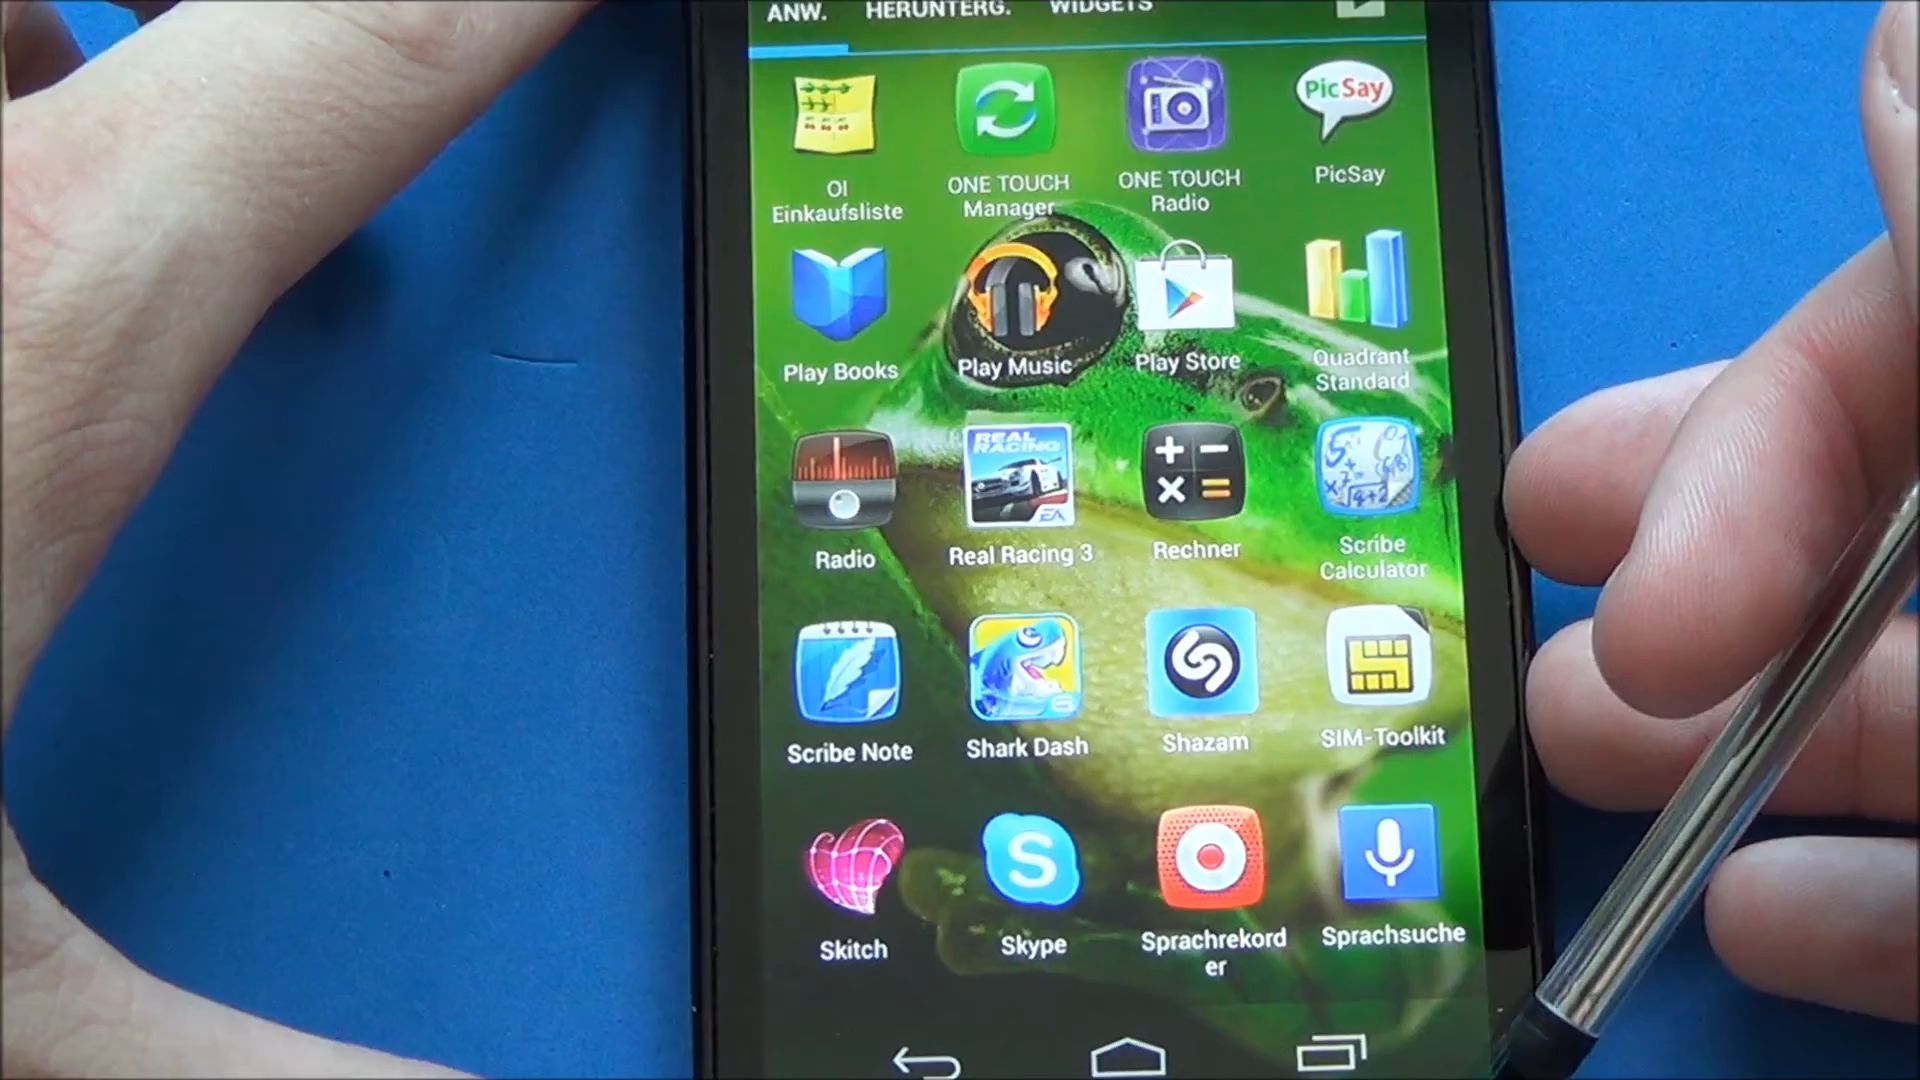 ANW. HERUNTERG. WIDGETS
PicSay
OI
Einkaufsliste
ONE TOUCH
Manager
ONE TOUCH
Radio
PicSay
Play Books
Play Music
Play Store
Quadrant
Standard
REAL
RACING
EA
Radio
Real Racing 3
Rechner
Scribe
Calculator
Scribe Note
Shark Dash
Shazam
SIM-Toolkit
S
Skitch
Skype
Sprachrekord
er
Sprachsuche